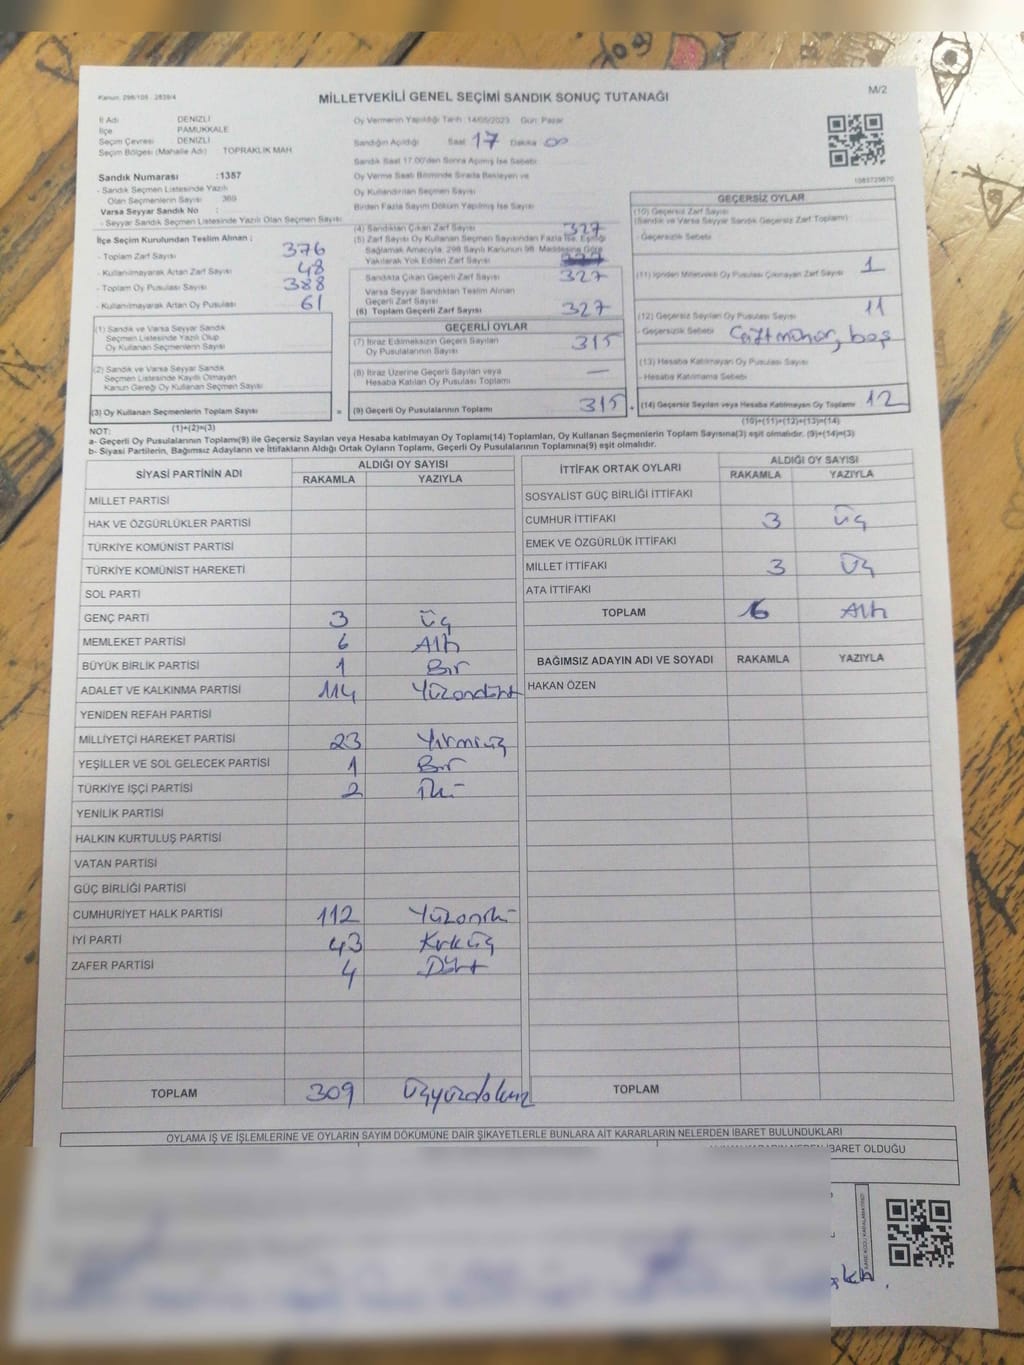 Kanun: 298/105 - 2839/4
MİLLETVEKİLİ GENEL SEÇİMİ SANDIK SONUÇ TUTANAĞI
M/2
İl Adı DENİZLİ
İlçe PAMUKKALE
Seçim Çevresi DENİZLİ
Seçim Bölgesi (Mahalle Adı) TOPRAKLIK MAH.
Sandık Numarası :1387
- Sandık Seçmen Listesinde Yazılı
Olan Seçmenlerin Sayısı 369
Varsa Seyyar Sandık No :
- Seyyar Sandık Seçmen Listesinde Yazılı Olan Seçmen Sayısı:
İlçe Seçim Kurulundan Teslim Alınan :
- Toplam Zarf Sayısı 376
- Kullanılmayarak Artan Zarf Sayısı 48
- Toplam Oy Pusulası Sayısı 388
- Kullanılmayarak Artan Oy Pusulası 61
(1) Sandık ve Varsa Seyyar Sandık
Seçmen Listesinde Yazılı Olup
Oy Kullanan Seçmenlerin Sayısı
(2) Sandık ve Varsa Seyyar Sandık
Seçmen Listesinde Kayıtlı Olmayan
Kanun Gereği Oy Kullanan Seçmen Sayısı
(3) Oy Kullanan Seçmenlerin Toplam Sayısı =
(1)+(2)=(3)
Oy Vermenin Yapıldığı Tarih: 14/05/2023 Gün: Pazar
Sandığın Açıldığı Saat 17 Dakika 00
Sandık Saat 17.00'den Sonra Açılmış İse Sebebi
Oy Verme Saati Bitiminde Sırada Bekleyen ve
Oy Kullandırılan Seçmen Sayısı
Birden Fazla Sayım Döküm Yapılmış İse Sayısı
(4) Sandıktan Çıkan Zarf Sayısı 327
(5) Zarf Sayısı Oy Kullanan Seçmen Sayısından Fazla İse, Eşitliği
Sağlamak Amacıyla, 298 Sayılı Kanunun 98. Maddesine Göre
Yakılarak Yok Edilen Zarf Sayısı
Sandıkta Çıkan Geçerli Zarf Sayısı 327
Varsa Seyyar Sandıktan Teslim Alınan
Geçerli Zarf Sayısı
(6) Toplam Geçerli Zarf Sayısı 327
GEÇERLİ OYLAR
(7) İtiraz Edilmeksizin Geçerli Sayılan
Oy Pusulalarının Sayısı 315
(8) İtiraz Üzerine Geçerli Sayılan veya
Hesaba Katılan Oy Pusulası Toplamı —
(9) Geçerli Oy Pusulalarının Toplamı 315 +
1083729870
GEÇERSİZ OYLAR
(10) Geçersiz Zarf Sayısı
(Sandık ve Varsa Seyyar Sandık Geçersiz Zarf Toplamı)
- Geçersizlik Sebebi
(11) İçinden Milletvekili Oy Pusulası Çıkmayan Zarf Sayısı 1
(12) Geçersiz Sayılan Oy Pusulası Sayısı 11
- Geçersizlik Sebebi Çift mühür, boş
(13) Hesaba Katılmayan Oy Pusulası Sayısı
- Hesaba Katılmama Sebebi
(14) Geçersiz Sayılan veya Hesaba Katılmayan Oy Toplamı 12
(10)+(11)+(12)+(13)=(14)
NOT:
a- Geçerli Oy Pusulalarının Toplamı(9) ile Geçersiz Sayılan veya Hesaba katılmayan Oy Toplamı(14) Toplamları, Oy Kullanan Seçmenlerin Toplam Sayısına(3) eşit olmalıdır. (9)+(14)=(3)
b- Siyasi Partilerin, Bağımsız Adayların ve İttifakların Aldığı Ortak Oyların Toplamı, Geçerli Oy Pusulalarının Toplamına(9) eşit olmalıdır.
SİYASİ PARTİNİN ADI ALDIĞI OY SAYISI
RAKAMLA YAZIYLA
MİLLET PARTİSİ
HAK VE ÖZGÜRLÜKLER PARTİSİ
TÜRKİYE KOMÜNİST PARTİSİ
TÜRKİYE KOMÜNİST HAREKETİ
SOL PARTİ
GENÇ PARTİ 3 Üç
MEMLEKET PARTİSİ 6 Altı
BÜYÜK BİRLİK PARTİSİ 1 Bir
ADALET VE KALKINMA PARTİSİ 114 Yüzondört
YENİDEN REFAH PARTİSİ
MİLLİYETÇİ HAREKET PARTİSİ 23 Yirmiüç
YEŞİLLER VE SOL GELECEK PARTİSİ 1 Bir
TÜRKİYE İŞÇİ PARTİSİ 2 İki
YENİLİK PARTİSİ
HALKIN KURTULUŞ PARTİSİ
VATAN PARTİSİ
GÜÇ BİRLİĞİ PARTİSİ
CUMHURİYET HALK PARTİSİ 112 Yüzoniki
İYİ PARTİ 43 Kırküç
ZAFER PARTİSİ 4 Dört
TOPLAM 309 Üçyüzdokuz
İTTİFAK ORTAK OYLARI ALDIĞI OY SAYISI
RAKAMLA YAZIYLA
SOSYALİST GÜÇ BİRLİĞİ İTTİFAKI
CUMHUR İTTİFAKI 3 Üç
EMEK VE ÖZGÜRLÜK İTTİFAKI
MİLLET İTTİFAKI 3 Üç
ATA İTTİFAKI
TOPLAM 6 Altı
BAĞIMSIZ ADAYIN ADI VE SOYADI RAKAMLA YAZIYLA
HAKAN ÖZEN
TOPLAM
OYLAMA İŞ VE İŞLEMLERİNE VE OYLARIN SAYIM DÖKÜMÜNE DAİR ŞİKAYETLERLE BUNLARA AİT KARARLARIN NELERDEN İBARET BULUNDUKLARI
İBARET OLDUĞU